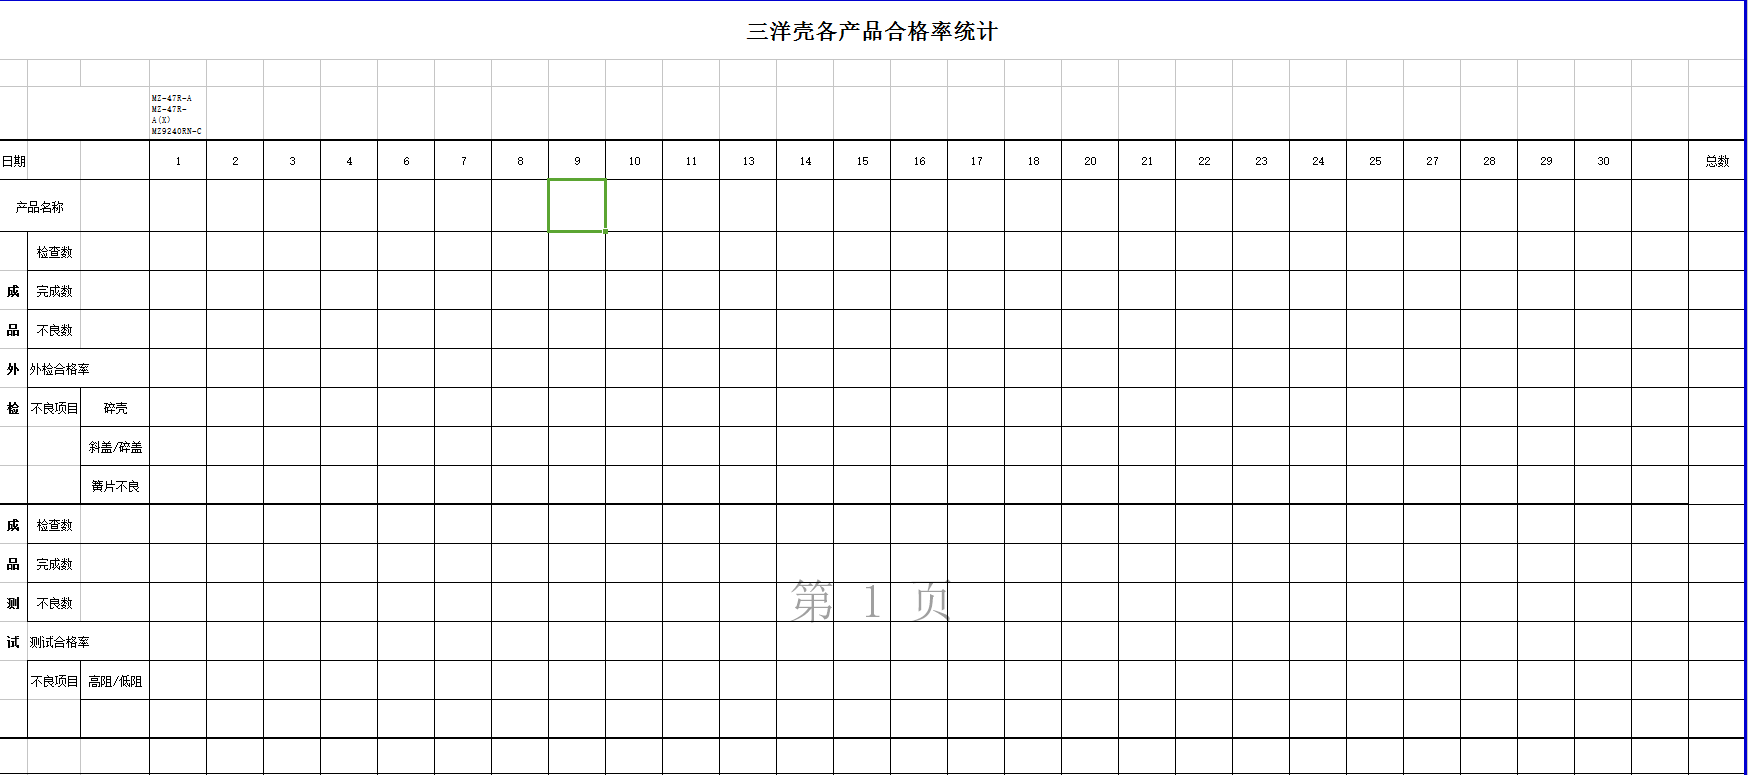 三洋壳各产品合格率统计
MZ-47R-A
MZ-47R-
A(X)
MZ9240RN-C
日期 1 2 3 4 6 7 8 9 10 11 13 14 15 16 17 18 20 21 22 23 24 25 27 28 29 30 总数
产品名称
检查数
成 完成数
品 不良数
外 外检合格率
检 不良项目 碎壳
斜盖/碎盖
簧片不良
成 检查数
品 完成数
测 不良数
第 1 页
试 测试合格率
不良项目 高阻/低阻